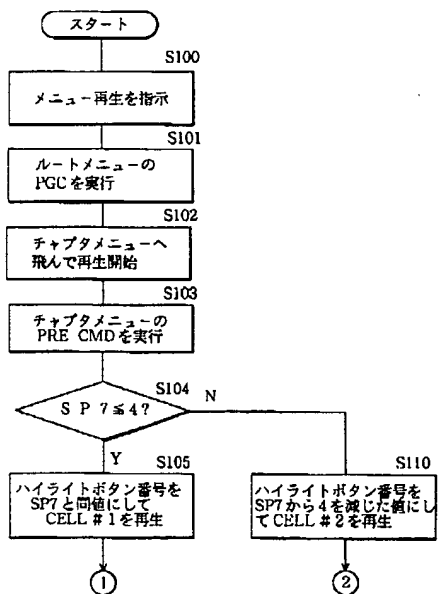 スタート
S100
メニュー再生を指示
S101
ルートメニューの
PGCを実行
S102
チャプタメニューへ
飛んで再生開始
S103
チャプタメニューの
PRE CMDを実行
S104
SP7≦4?
N
Y
S105
ハイライトボタン番号を
SP7と同値にして
CELL #1を再生
S110
ハイライトボタン番号を
SP7から4を減じた値にし
てCELL #2を再生
①
②